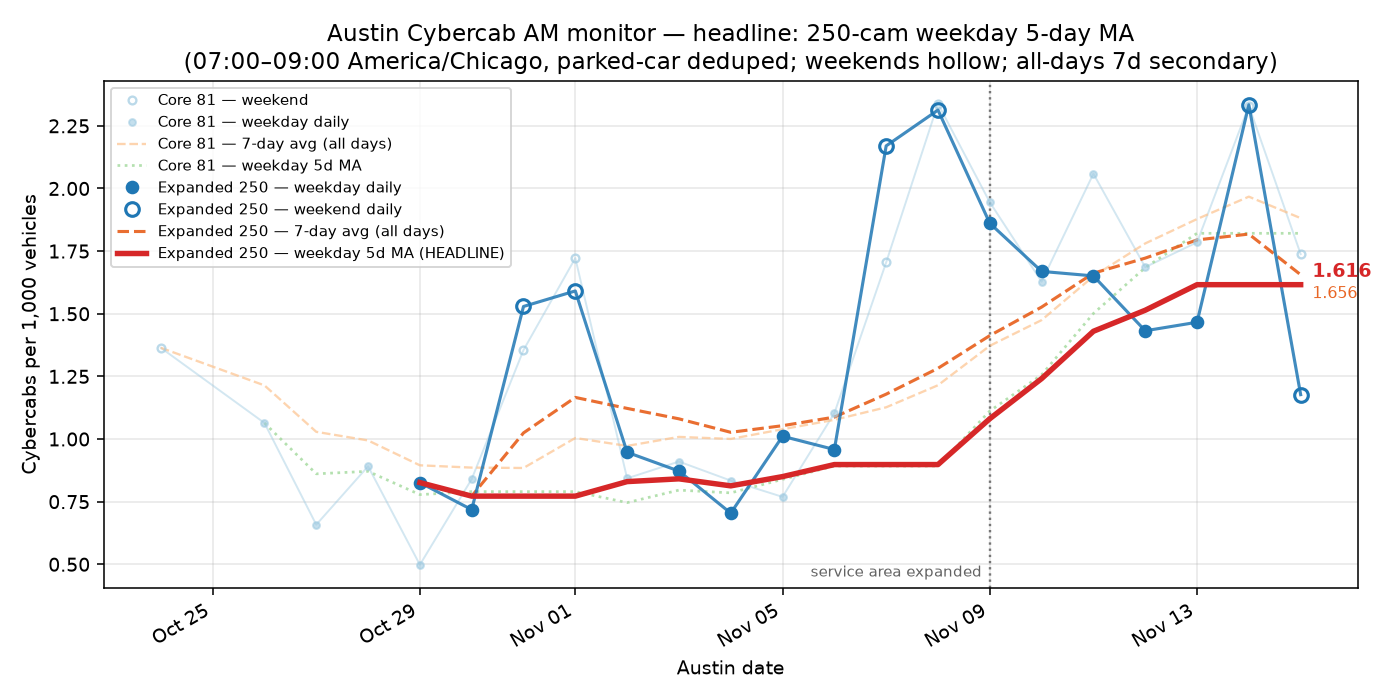 Austin Cybercab AM monitor — headline: 250-cam weekday 5-day MA
(07:00–09:00 America/Chicago, parked-car deduped; weekends hollow; all-days 7d secondary)
Core 81 — weekend
Core 81 — weekday daily
Core 81 — 7-day avg (all days)
Core 81 — weekday 5d MA
Expanded 250 — weekday daily
Expanded 250 — weekend daily
Expanded 250 — 7-day avg (all days)
Expanded 250 — weekday 5d MA (HEADLINE)
Cybercabs per 1,000 vehicles
2.25
2.00
1.75
1.50
1.25
1.00
0.75
0.50
1.616
1.656
service area expanded
Oct 25
Oct 29
Nov 01
Nov 05
Nov 09
Nov 13
Austin date